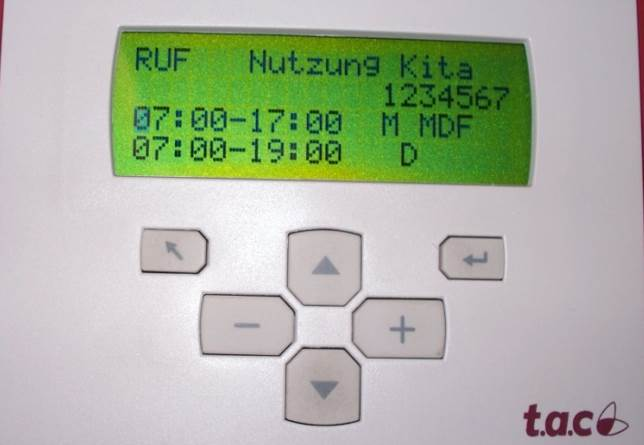 RUF Nutzung Kita
1234567
07:00-17:00 M MDF
07:00-19:00 D
- +
t.a.c